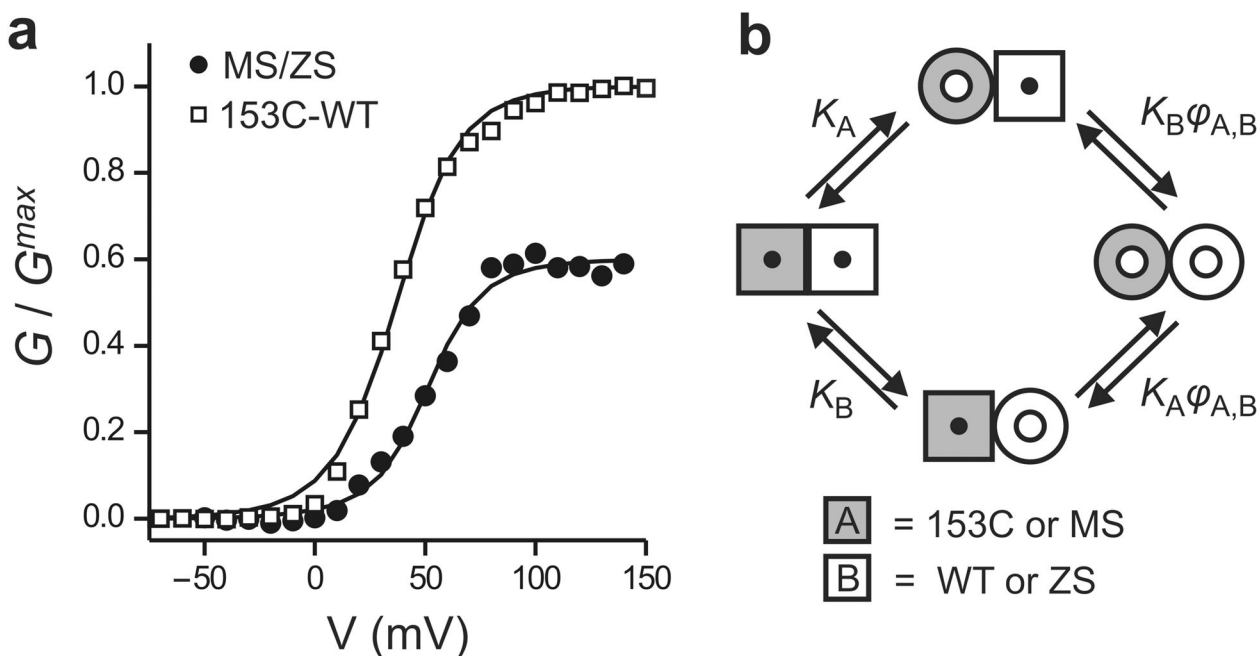 a
MS/ZS
153C-WT
G / G^max
1.0
0.8
0.6
0.4
0.2
0.0
−50
0
50
100
150
V (mV)
b
K_A
K_Bφ_A,B
K_B
K_Aφ_A,B
A = 153C or MS
B = WT or ZS